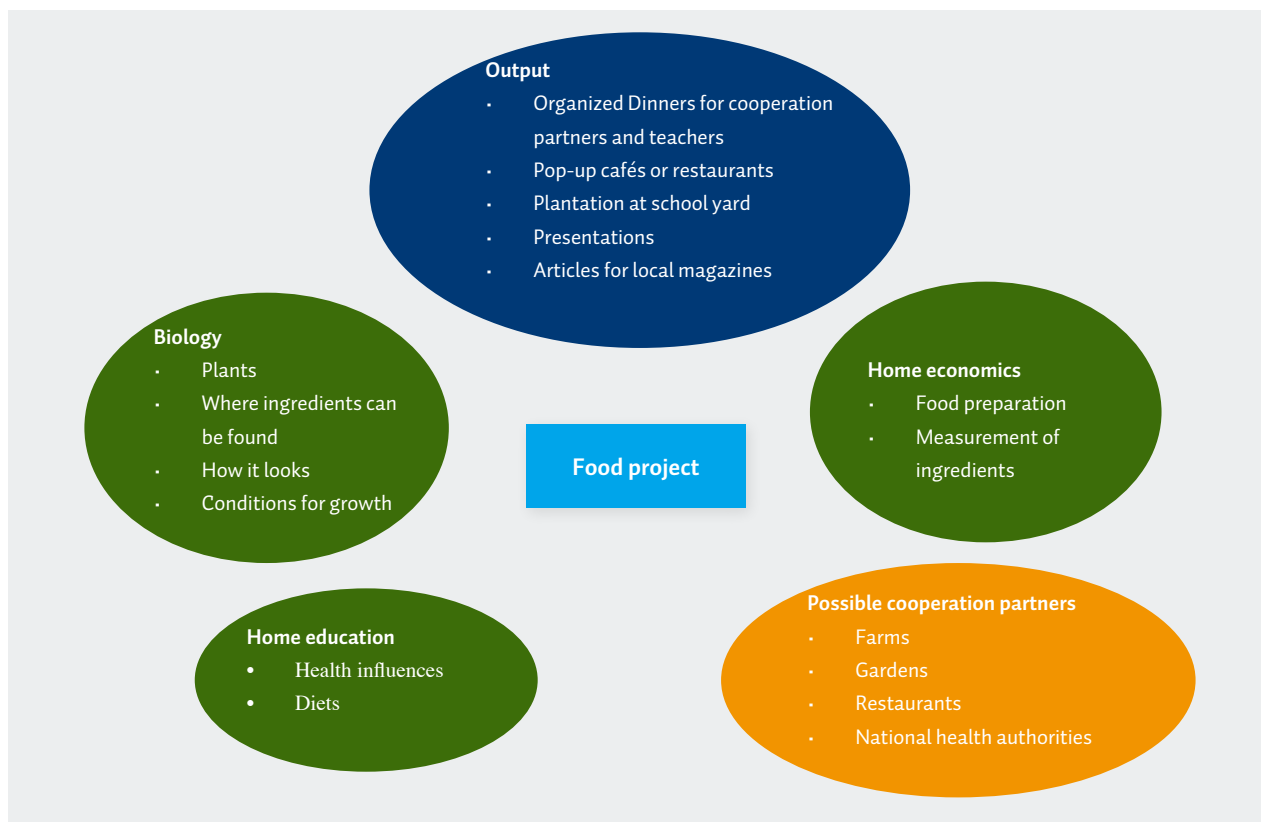 Output
· Organized Dinners for cooperation
partners and teachers
· Pop-up cafés or restaurants
· Plantation at school yard
· Presentations
· Articles for local magazines
Biology
· Plants
· Where ingredients can
be found
· How it looks
· Conditions for growth
Food project
Home economics
· Food preparation
· Measurement of
ingredients
Home education
• Health influences
• Diets
Possible cooperation partners
· Farms
· Gardens
· Restaurants
· National health authorities